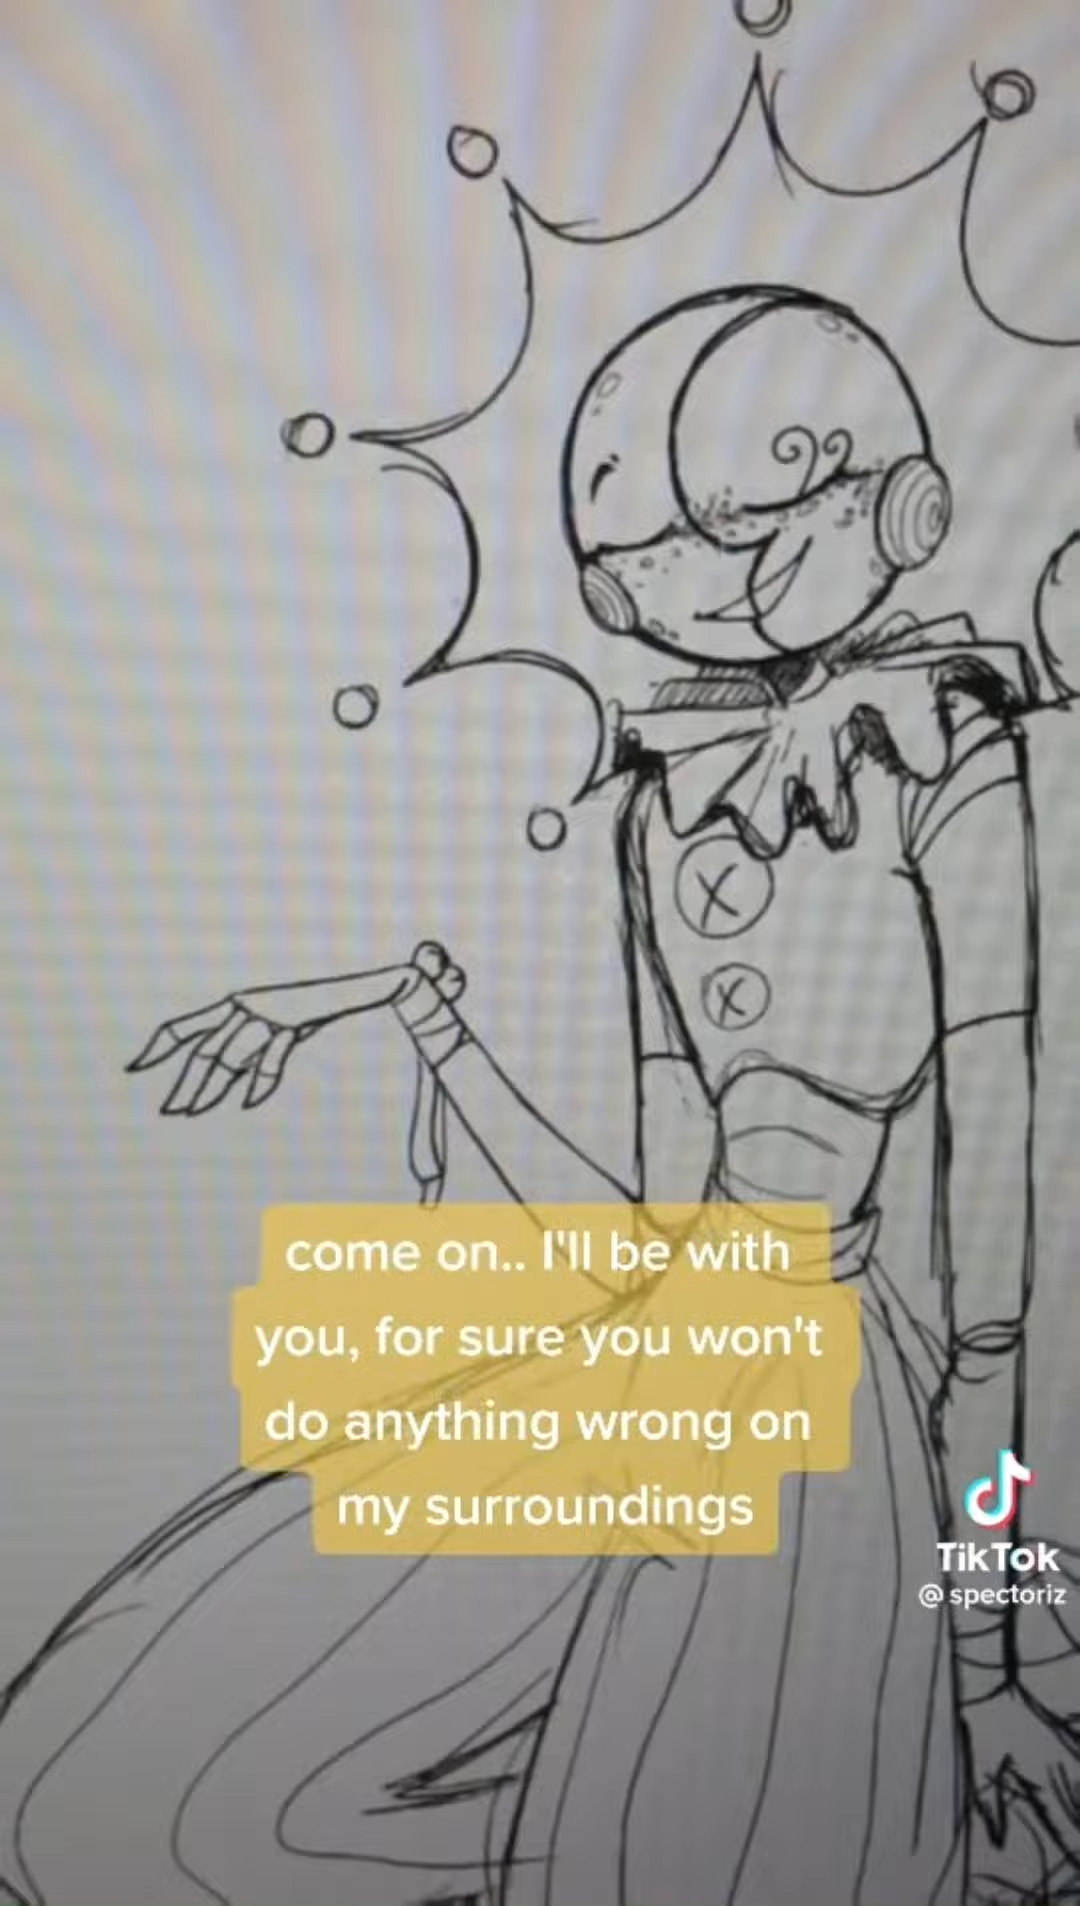 come on.. I'll be with
you, for sure you won't
do anything wrong on
my surroundings
TikTok
@spectoriz